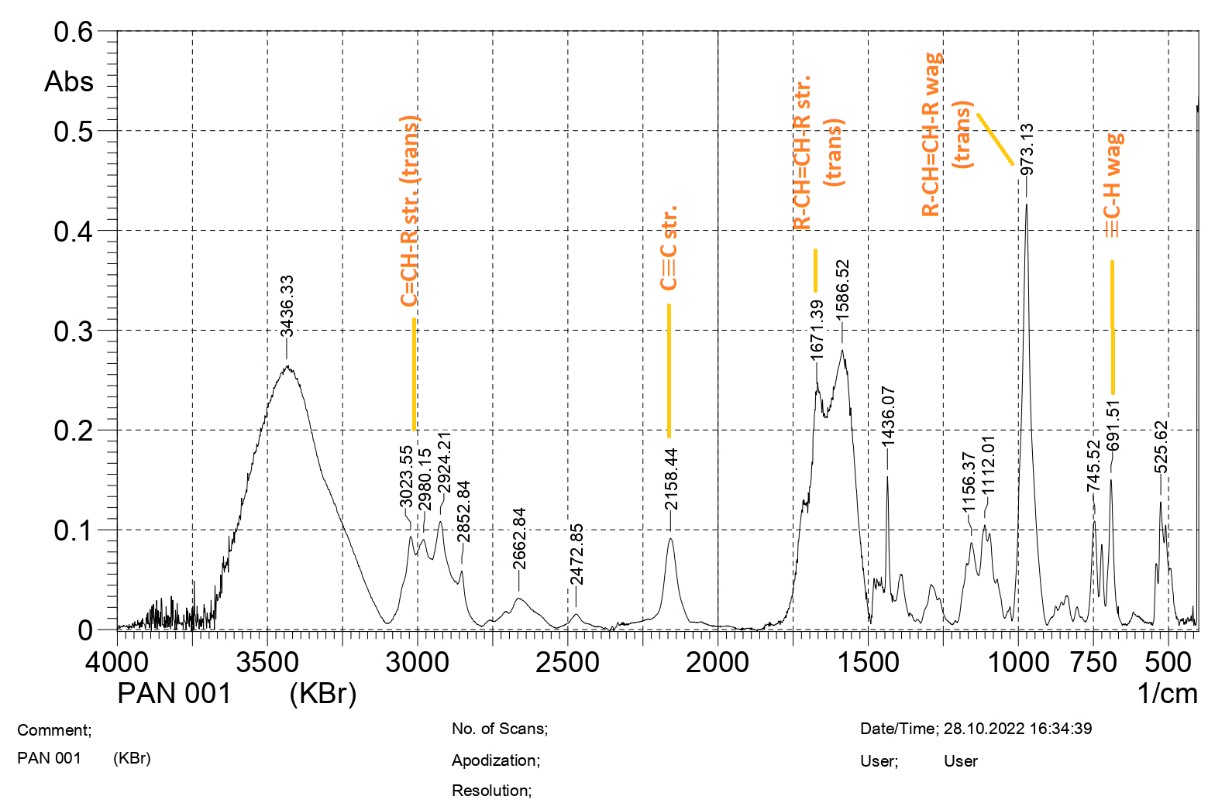 0.6
Abs
0.5
0.4
0.3
0.2
0.1
0
C=CH-R str. (trans)
C≡C str.
R-CH=CH-R str.
(trans)
R-CH=CH-R wag
(trans)
≡C-H wag
3436.33
3023.55
2980.15
2924.21
2852.84
2662.84
2472.85
2158.44
1671.39
1586.52
1436.07
1156.37
1112.01
973.13
745.52
691.51
525.62
4000 3500 3000 2500 2000 1500 1000 750 500
PAN 001 (KBr) 1/cm
Comment; No. of Scans; Date/Time; 28.10.2022 16:34:39
PAN 001 (KBr) Apodization; User; User
Resolution;